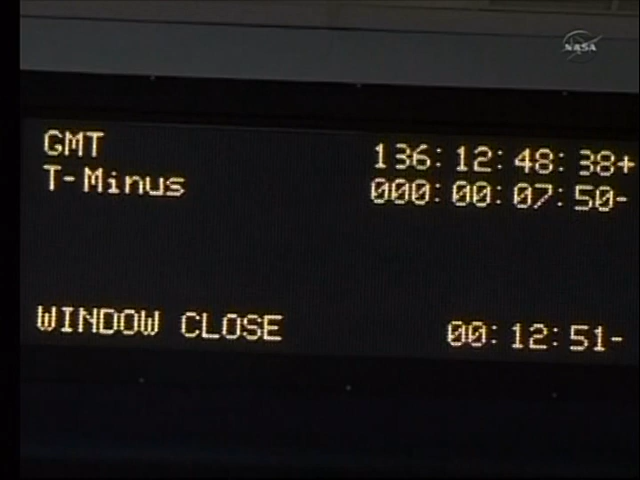 NASA
GMT 136:12:48:38+
T-Minus 000:00:07:50-
WINDOW CLOSE 00:12:51-